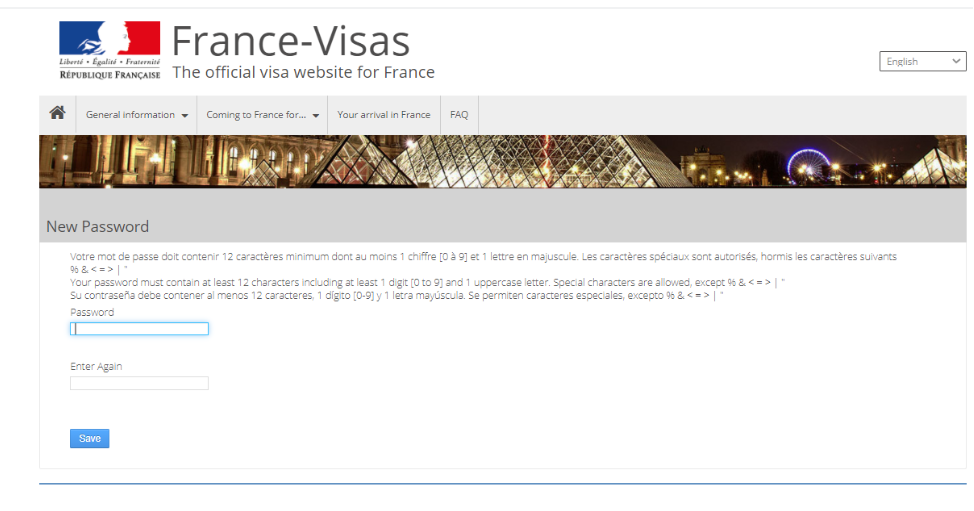 France-Visas
Liberté • Égalité • Fraternité
RÉPUBLIQUE FRANÇAISE
The official visa website for France
English
General information
Coming to France for...
Your arrival in France
FAQ
New Password
Votre mot de passe doit contenir 12 caractères minimum dont au moins 1 chiffre [0 à 9] et 1 lettre en majuscule. Les caractères spéciaux sont autorisés, hormis les caractères suivants
% & < = > | "
Your password must contain at least 12 characters including at least 1 digit [0 to 9] and 1 uppercase letter. Special characters are allowed, except % & < = > | "
Su contraseña debe contener al menos 12 caracteres, 1 dígito [0-9] y 1 letra mayúscula. Se permiten caracteres especiales, excepto % & < = > | "
Password
Enter Again
Save